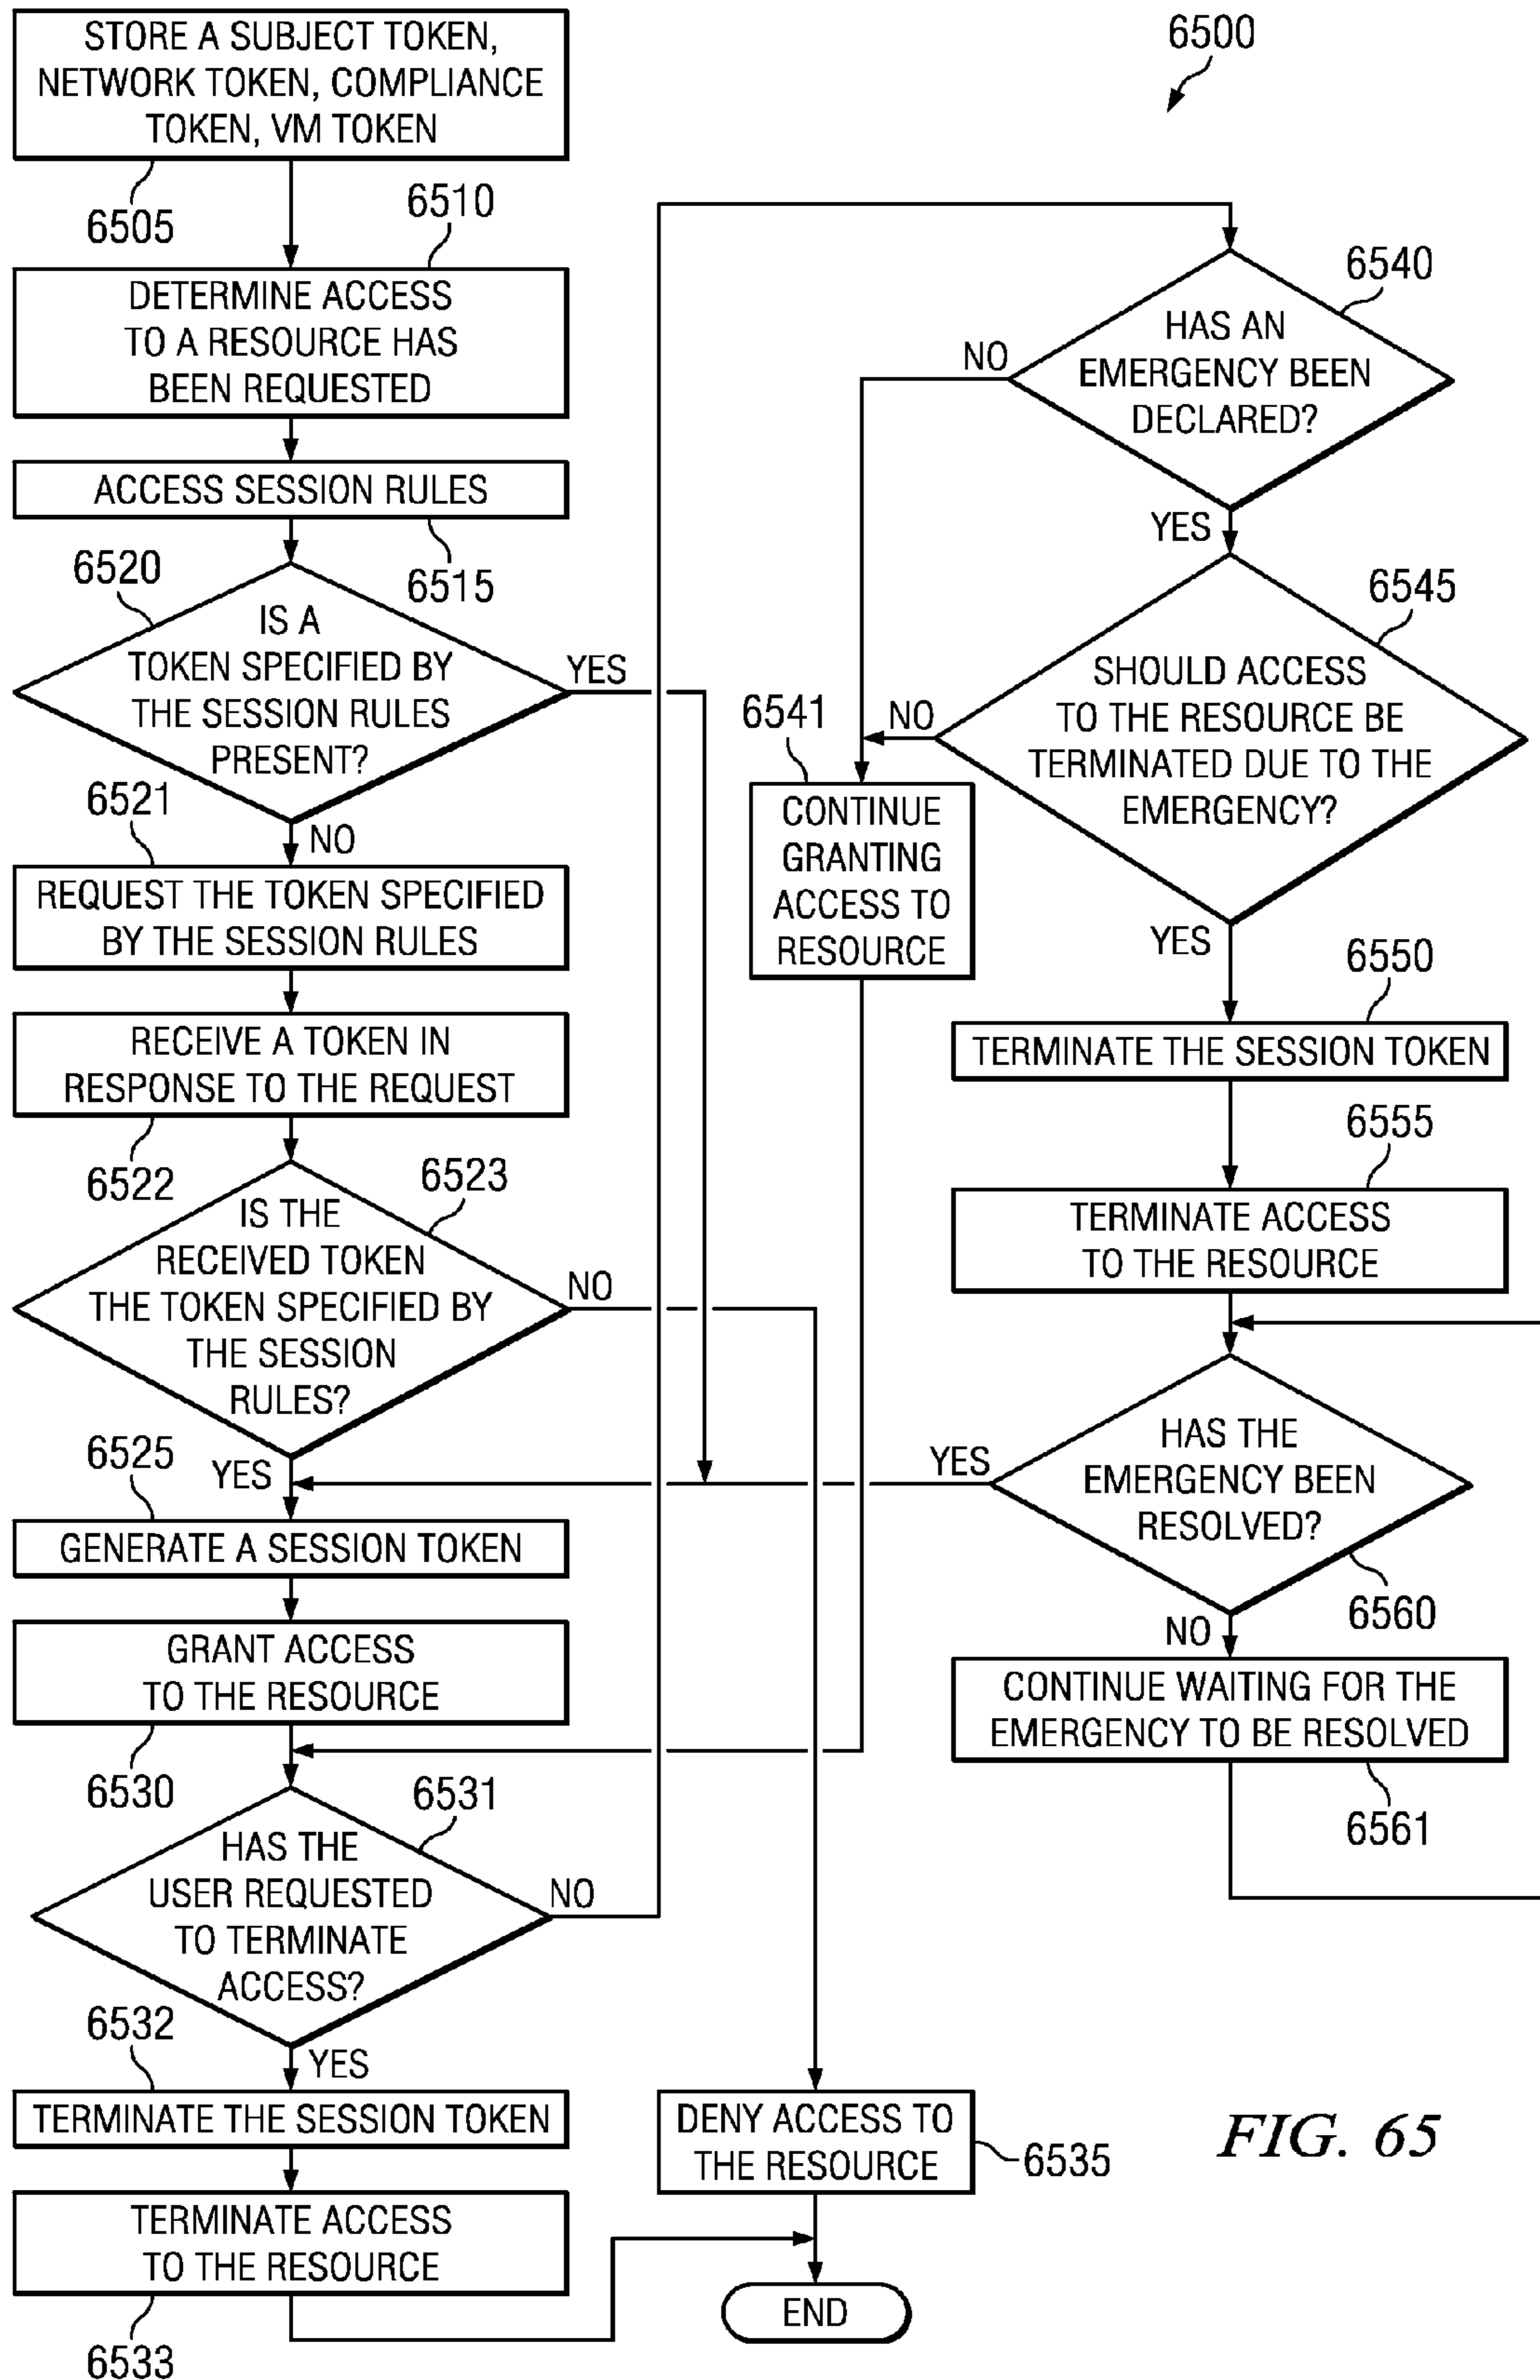 STORE A SUBJECT TOKEN,
NETWORK TOKEN, COMPLIANCE
TOKEN, VM TOKEN
6505
6510
DETERMINE ACCESS
TO A RESOURCE HAS
BEEN REQUESTED
ACCESS SESSION RULES
6515
6520
IS A
TOKEN SPECIFIED BY
THE SESSION RULES
PRESENT?
YES
6521
NO
REQUEST THE TOKEN SPECIFIED
BY THE SESSION RULES
RECEIVE A TOKEN IN
RESPONSE TO THE REQUEST
6522
6523
IS THE
RECEIVED TOKEN
THE TOKEN SPECIFIED BY
THE SESSION
RULES?
NO
6525
YES
GENERATE A SESSION TOKEN
GRANT ACCESS
TO THE RESOURCE
6530
6531
HAS THE
USER REQUESTED
TO TERMINATE
ACCESS?
NO
6532
YES
TERMINATE THE SESSION TOKEN
TERMINATE ACCESS
TO THE RESOURCE
6533
6500
6540
HAS AN
EMERGENCY BEEN
DECLARED?
NO
YES
6545
SHOULD ACCESS
TO THE RESOURCE BE
TERMINATED DUE TO THE
EMERGENCY?
NO
6541
CONTINUE
GRANTING
ACCESS TO
RESOURCE
YES
6550
TERMINATE THE SESSION TOKEN
6555
TERMINATE ACCESS
TO THE RESOURCE
HAS THE
EMERGENCY BEEN
RESOLVED?
YES
6560
NO
CONTINUE WAITING FOR THE
EMERGENCY TO BE RESOLVED
6561
DENY ACCESS TO
THE RESOURCE
6535
END
FIG. 65